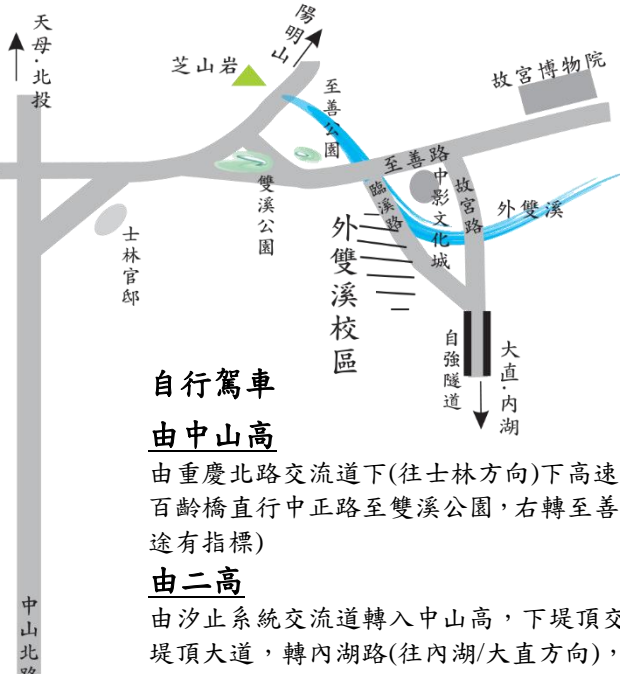 天母·北投
陽明山
芝山岩
故宮博物院
至善公園
至善路
雙溪公園
臨溪路
中影文化城
故宮路
外雙溪
士林官邸
外雙溪校區
自強隧道
大直·內湖
自行駕車
由中山高
由重慶北路交流道下(往士林方向)下高速
百齡橋直行中正路至雙溪公園，右轉至善
途有指標)
由二高
由汐止系統交流道轉入中山高，下堤頂交
堤頂大道，轉內湖路(往內湖/大直方向)，
中山北路